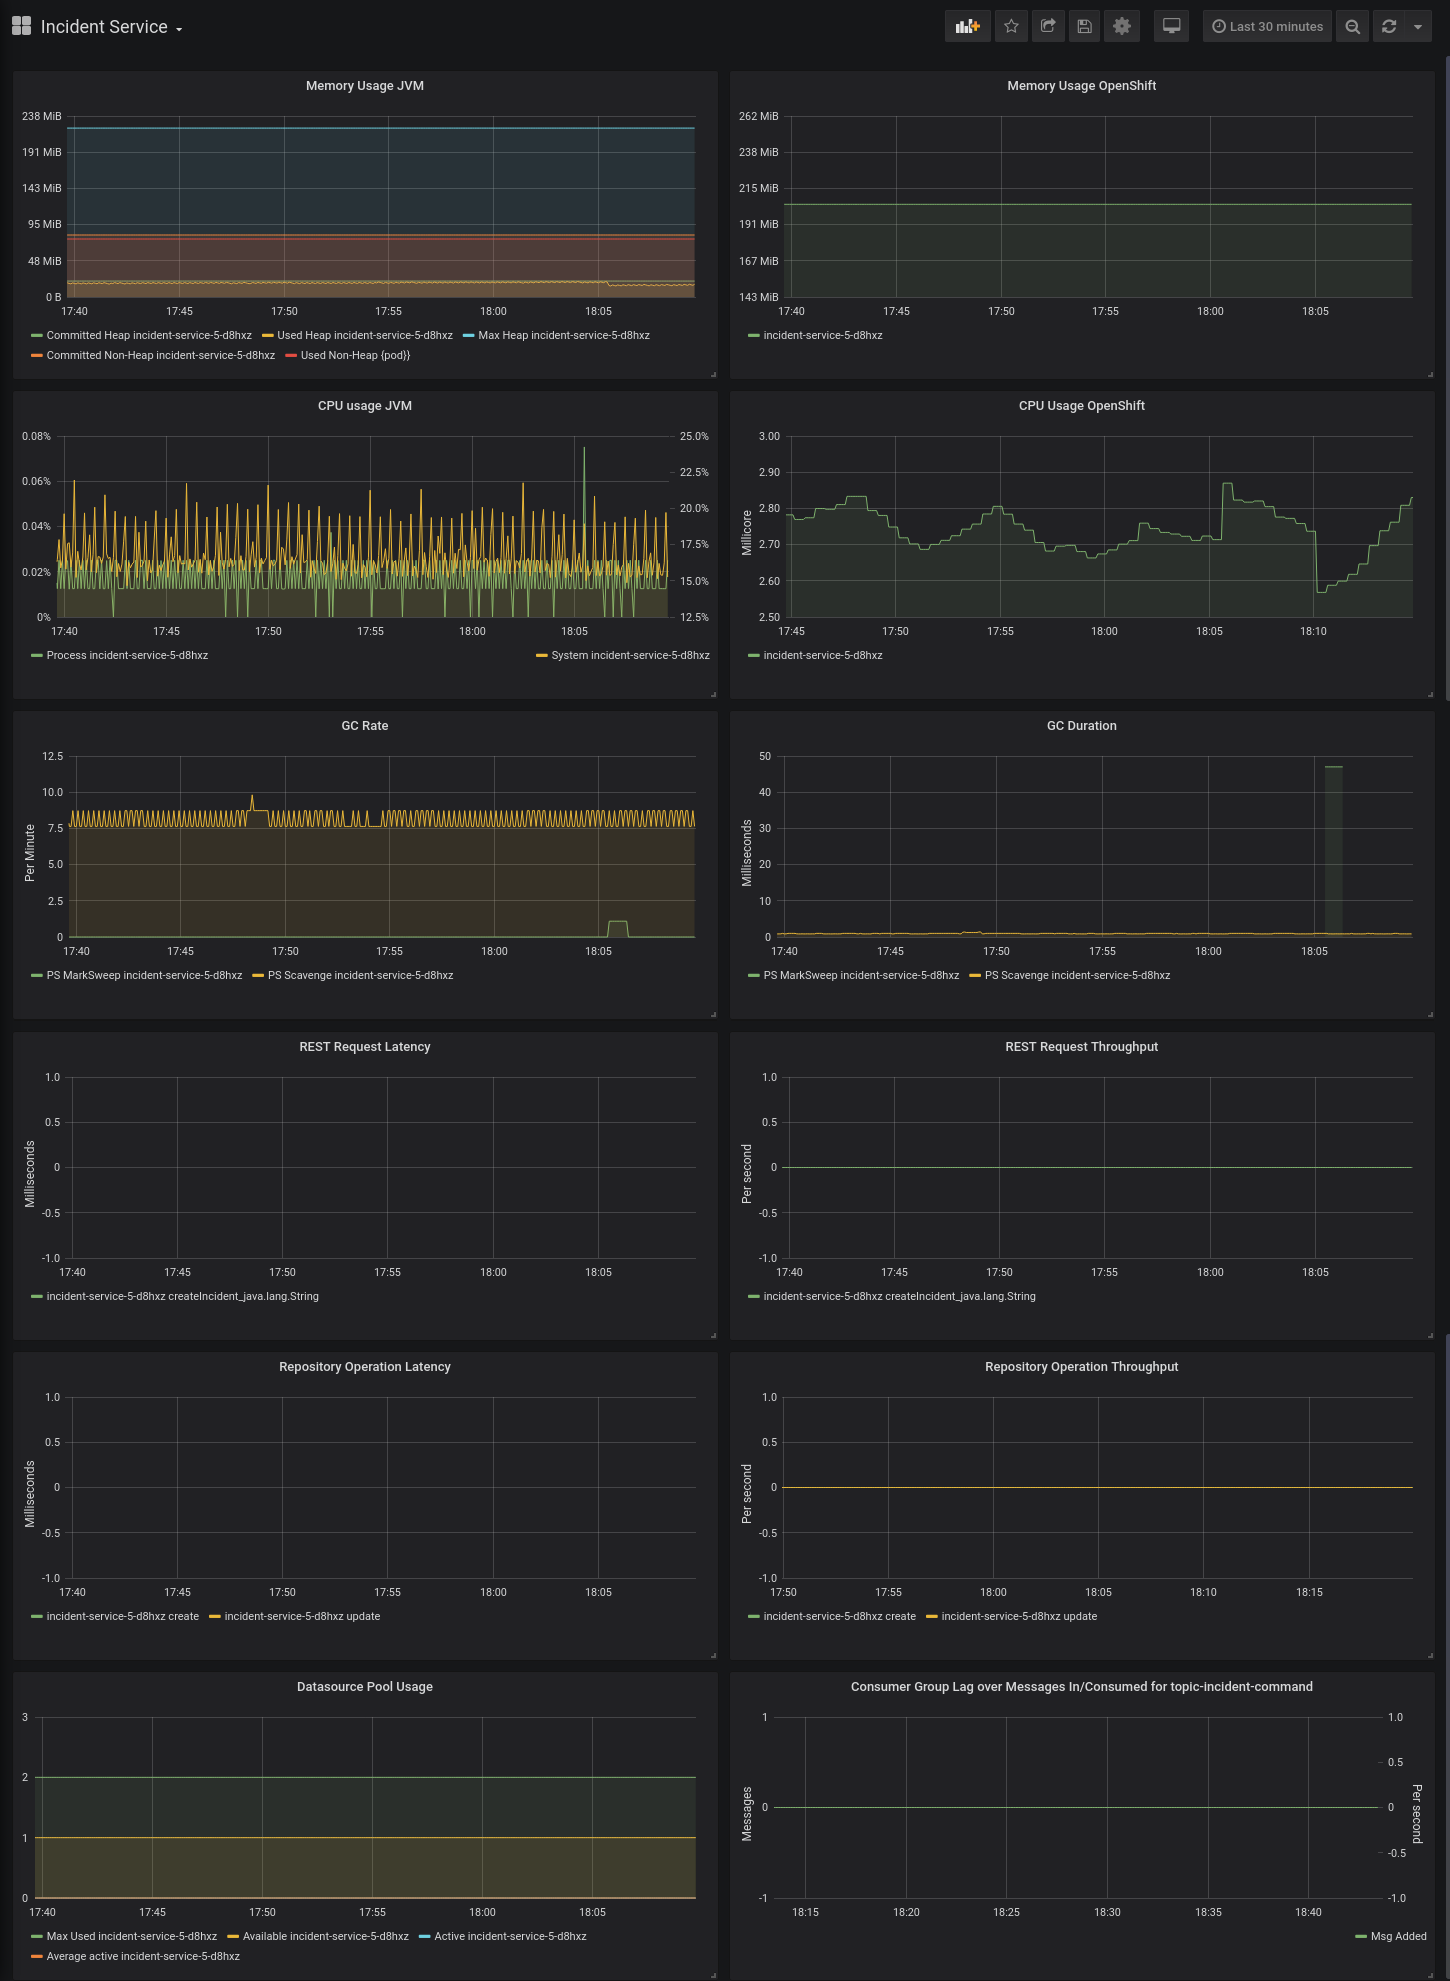 Incident Service
Last 30 minutes
Memory Usage JVM
238 MiB
191 MiB
143 MiB
95 MiB
48 MiB
0 B
17:40 17:45 17:50 17:55 18:00 18:05
Committed Heap incident-service-5-d8hxz Used Heap incident-service-5-d8hxz Max Heap incident-service-5-d8hxz
Committed Non-Heap incident-service-5-d8hxz Used Non-Heap {pod}}
Memory Usage OpenShift
262 MiB
238 MiB
215 MiB
191 MiB
167 MiB
143 MiB
17:40 17:45 17:50 17:55 18:00 18:05
incident-service-5-d8hxz
CPU usage JVM
0.08% 25.0%
22.5%
0.06%
20.0%
0.04%
17.5%
0.02% 15.0%
0% 12.5%
17:40 17:45 17:50 17:55 18:00 18:05
Process incident-service-5-d8hxz System incident-service-5-d8hxz
CPU Usage OpenShift
Millicore
3.00
2.90
2.80
2.70
2.60
2.50
17:45 17:50 17:55 18:00 18:05 18:10
incident-service-5-d8hxz
GC Rate
Per Minute
12.5
10.0
7.5
5.0
2.5
0
17:40 17:45 17:50 17:55 18:00 18:05
PS MarkSweep incident-service-5-d8hxz PS Scavenge incident-service-5-d8hxz
GC Duration
Milliseconds
50
40
30
20
10
0
17:40 17:45 17:50 17:55 18:00 18:05
PS MarkSweep incident-service-5-d8hxz PS Scavenge incident-service-5-d8hxz
REST Request Latency
Milliseconds
1.0
0.5
0
-0.5
-1.0
17:40 17:45 17:50 17:55 18:00 18:05
incident-service-5-d8hxz createIncident_java.lang.String
REST Request Throughput
Per second
1.0
0.5
0
-0.5
-1.0
17:40 17:45 17:50 17:55 18:00 18:05
incident-service-5-d8hxz createIncident_java.lang.String
Repository Operation Latency
Milliseconds
1.0
0.5
0
-0.5
-1.0
17:40 17:45 17:50 17:55 18:00 18:05
incident-service-5-d8hxz create incident-service-5-d8hxz update
Repository Operation Throughput
Per second
1.0
0.5
0
-0.5
-1.0
17:50 17:55 18:00 18:05 18:10 18:15
incident-service-5-d8hxz create incident-service-5-d8hxz update
Datasource Pool Usage
3
2
1
0
17:40 17:45 17:50 17:55 18:00 18:05
Max Used incident-service-5-d8hxz Available incident-service-5-d8hxz Active incident-service-5-d8hxz
Average active incident-service-5-d8hxz
Consumer Group Lag over Messages In/Consumed for topic-incident-command
Messages
Per second
1 1.0
0.5
0 0
-0.5
-1 -1.0
18:15 18:20 18:25 18:30 18:35 18:40
Msg Added